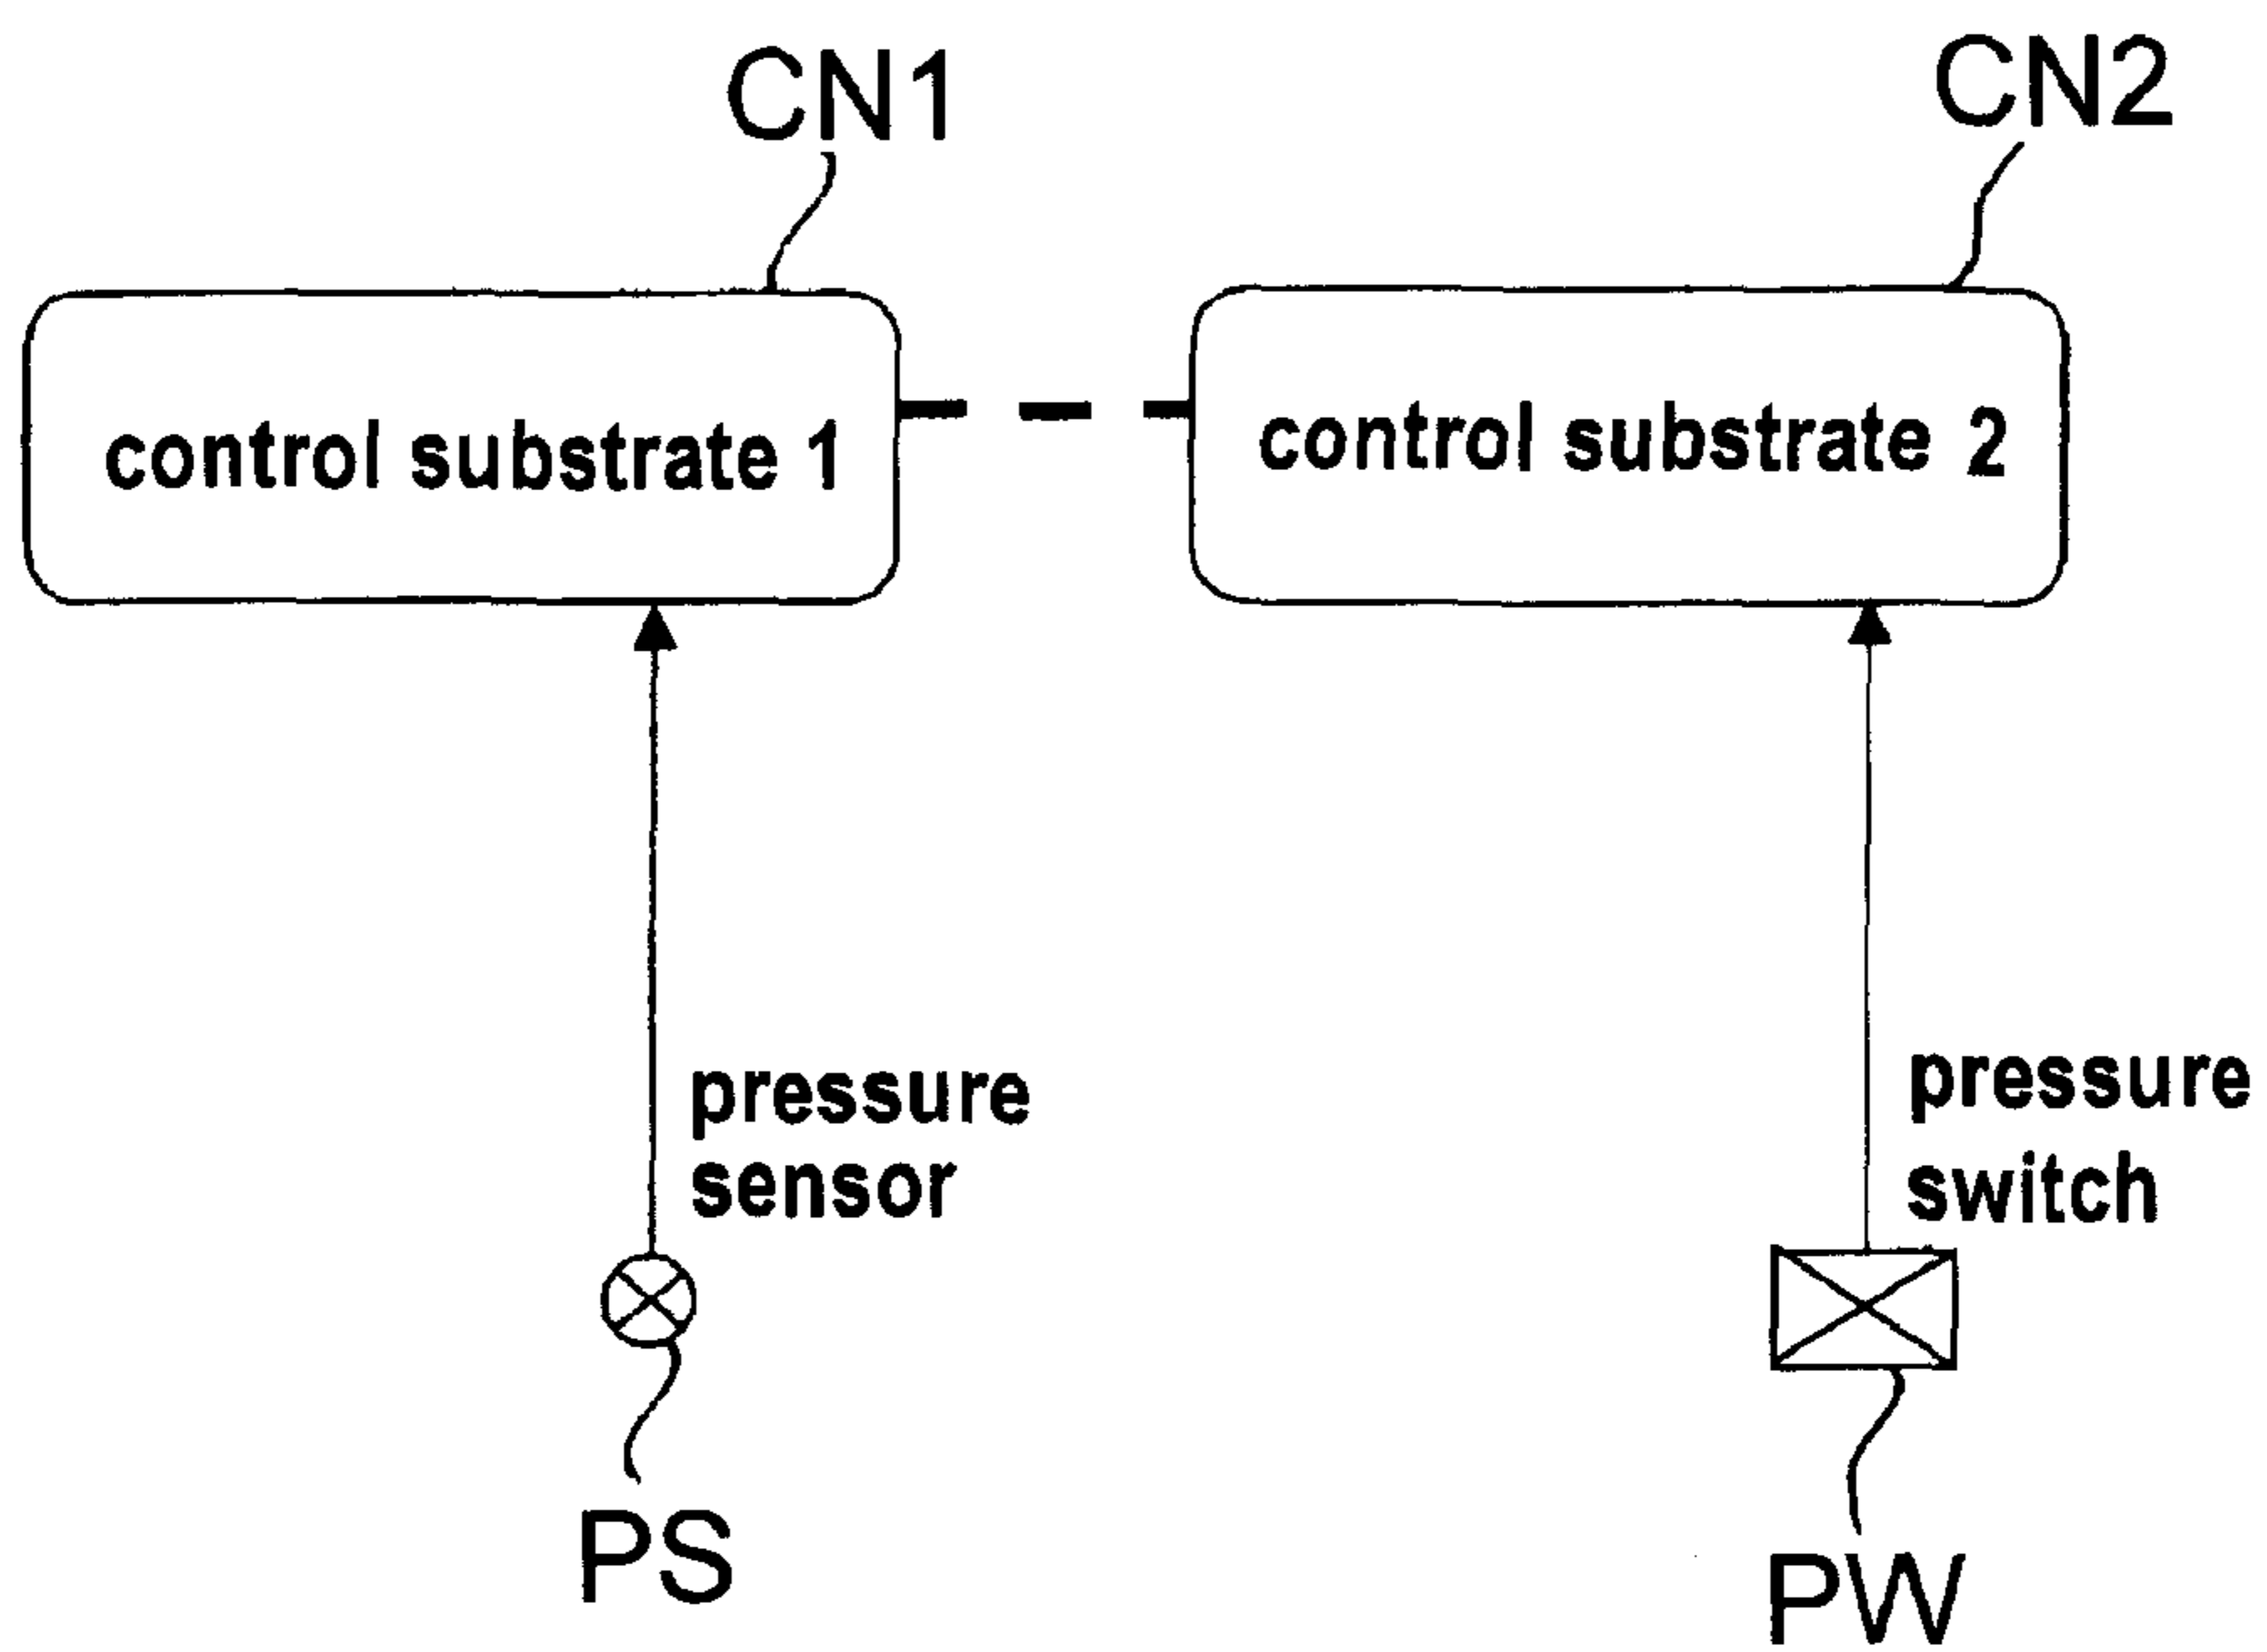 CN1
CN2
control substrate 1
control substrate 2
pressure
sensor
pressure
switch
PS
PW